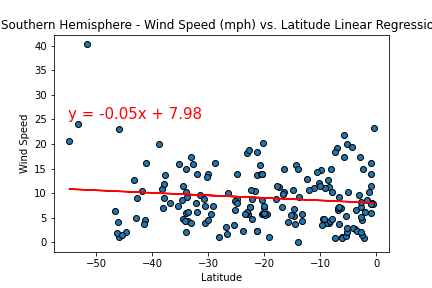 Southern Hemisphere - Wind Speed (mph) vs. Latitude Linear Regressio
40
35
30
25
20
15
10
5
0
Wind Speed
y = -0.05x + 7.98
−50 −40 −30 −20 −10 0
Latitude